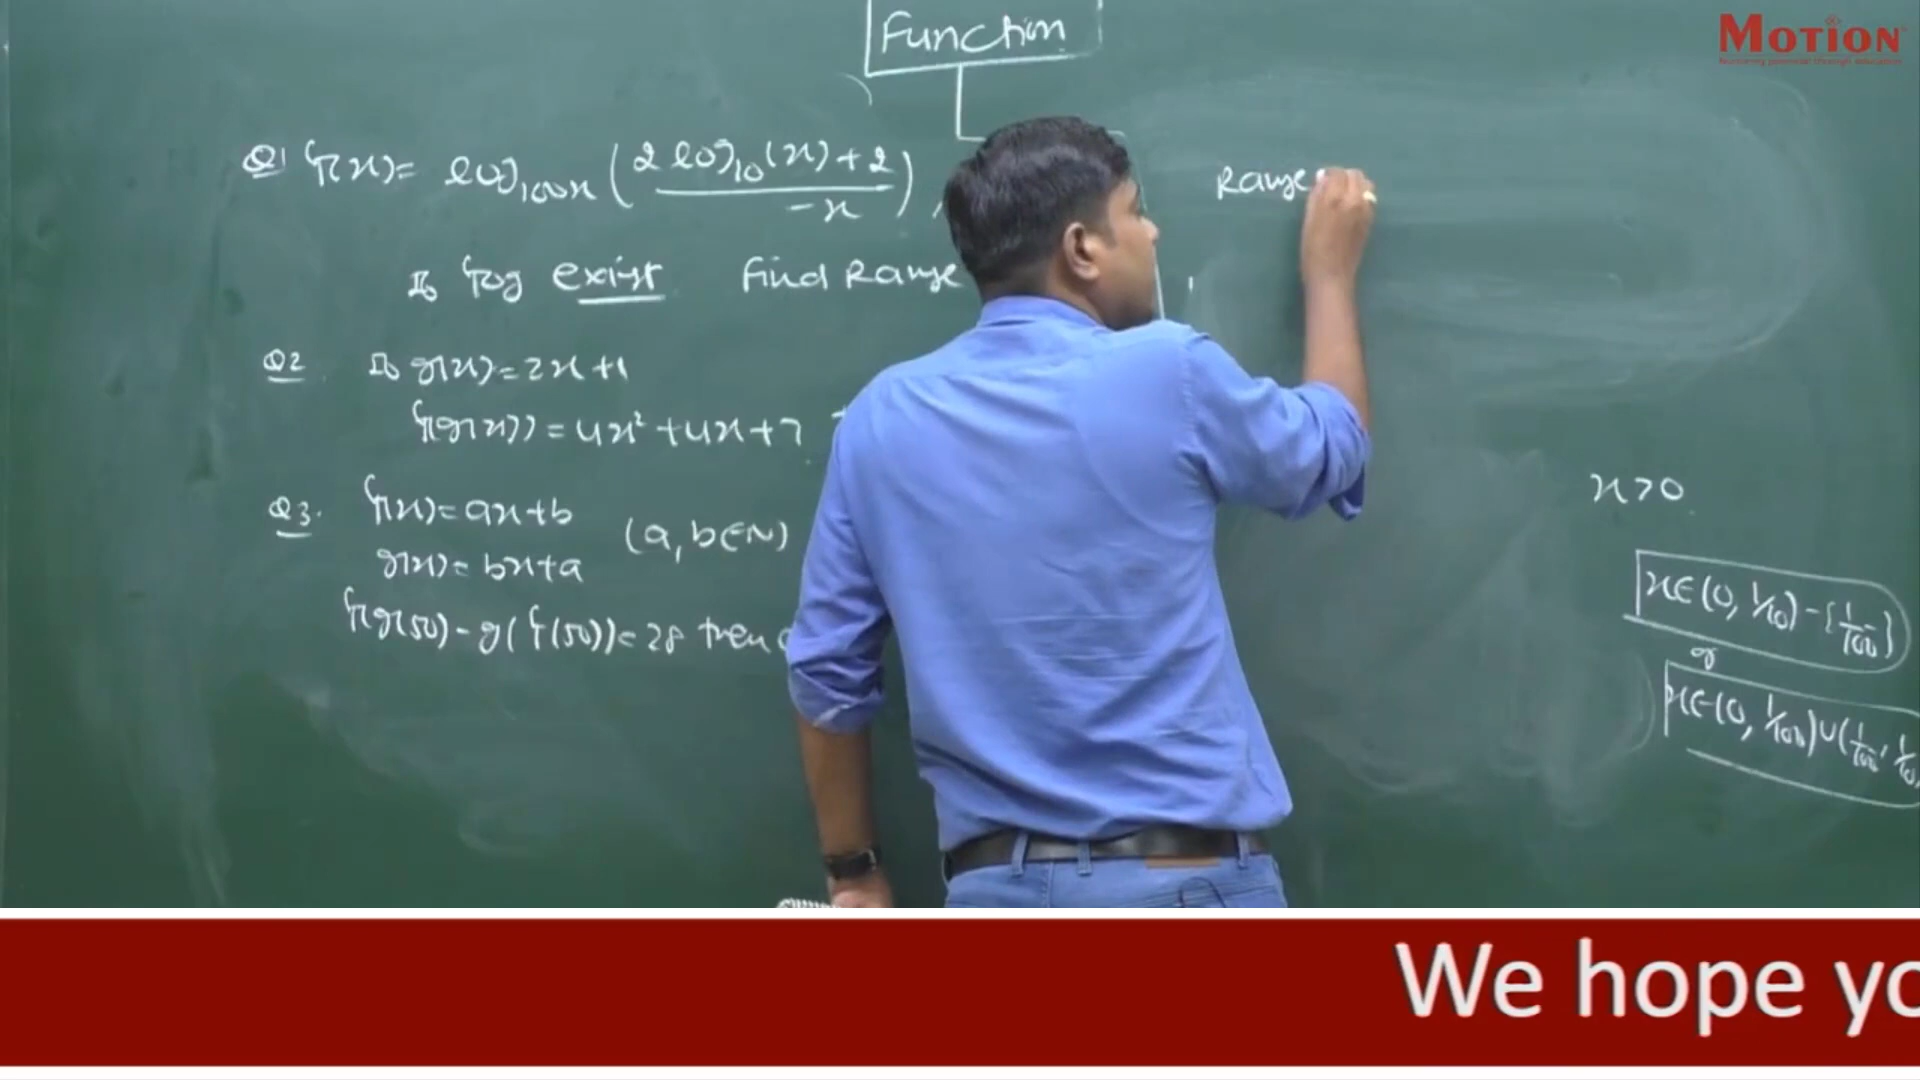 Function
MOTION
Q1 f(x) = log₁₀₀ₓ (2 log₁₀(x) + 2 / -x) ,
Range
If fog exist Find Range
Q2 If g(x) = 2x+1
f(g(x)) = 4x² + 4x + 7
Q3. f(x) = ax+b
(a, b ∈ N)
g(x) = bx+a
f(g(50) - g(f(50)) = 28 then
x > 0
x ∈ (0, 1/10) - {1/100}
or
x ∈ (0, 1/100) ∪ (1/100, 1/10
We hope yo